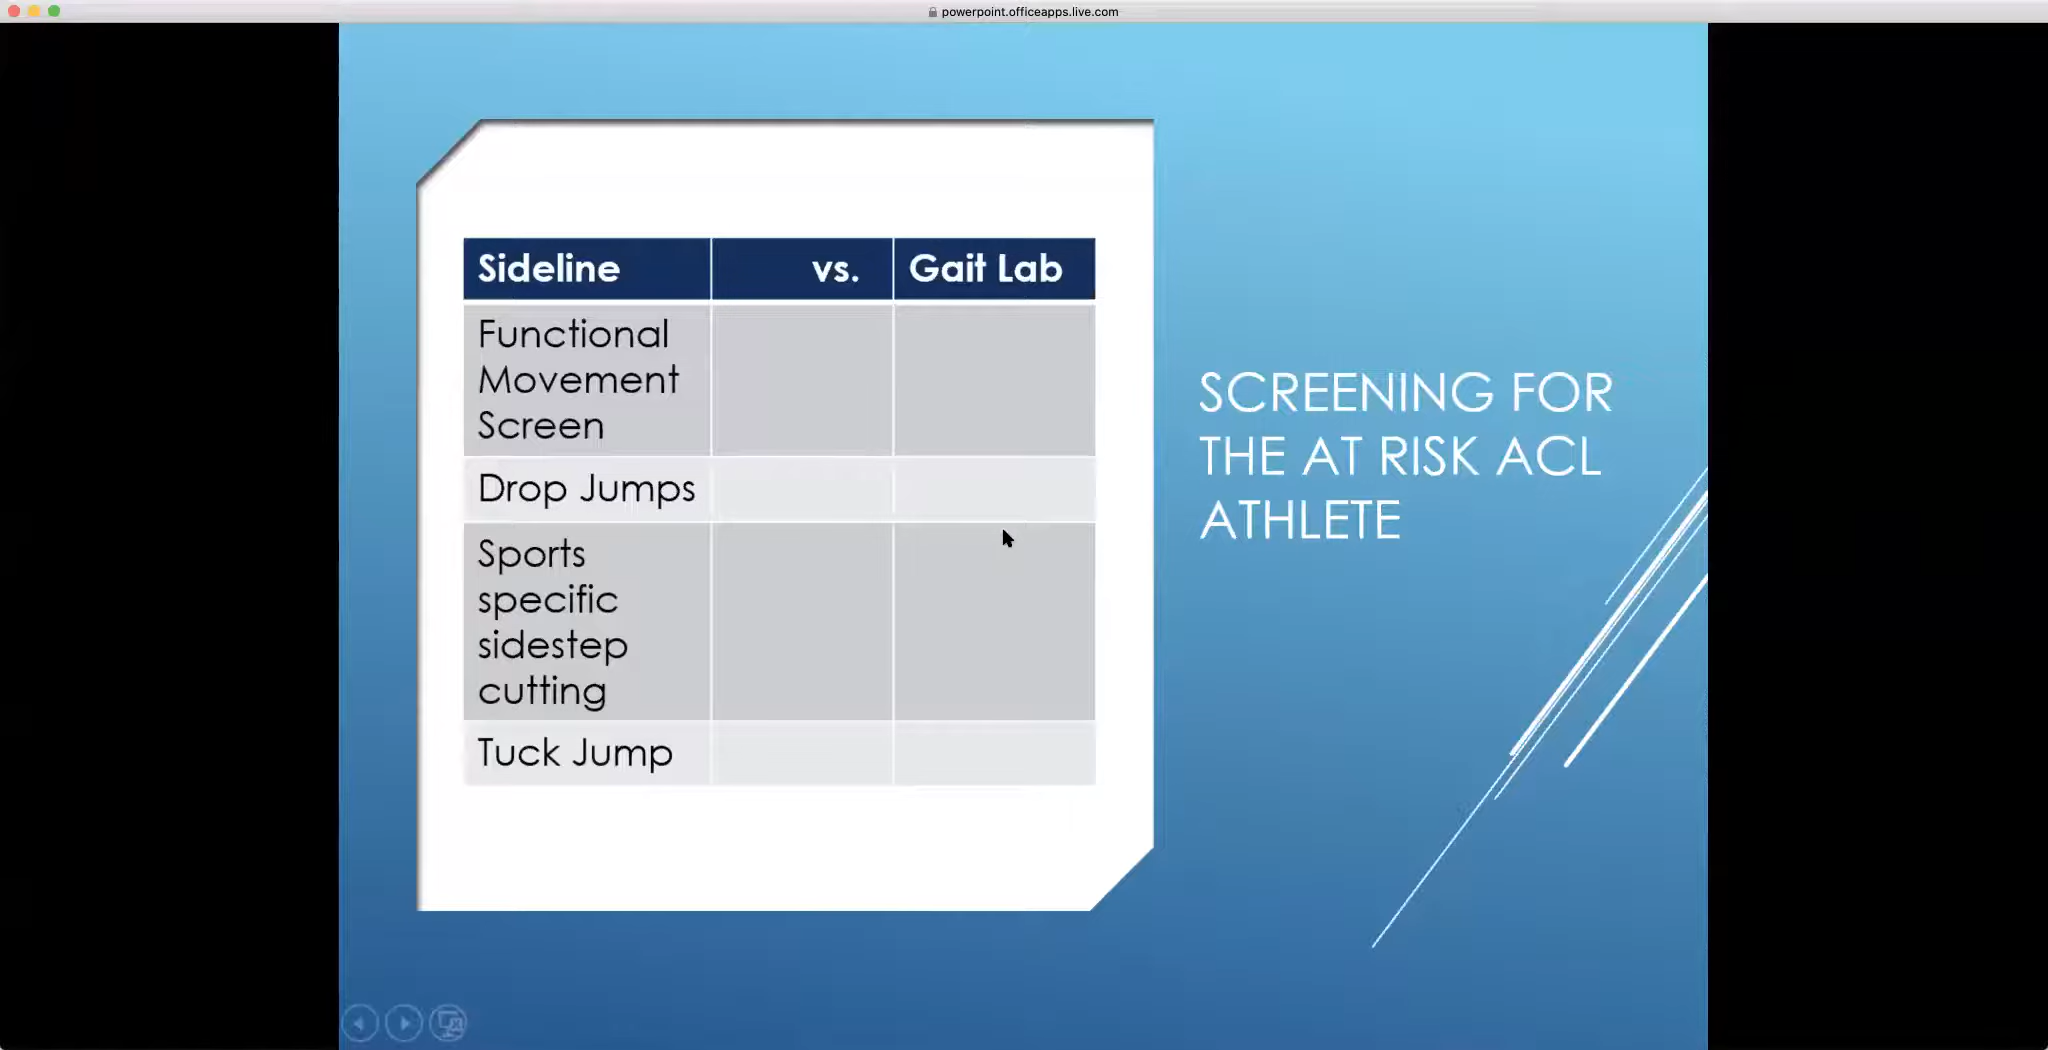 powerpoint.officeapps.live.com
Sideline vs. Gait Lab
Functional
Movement
Screen
Drop Jumps
Sports
specific
sidestep
cutting
Tuck Jump
SCREENING FOR
THE AT RISK ACL
ATHLETE